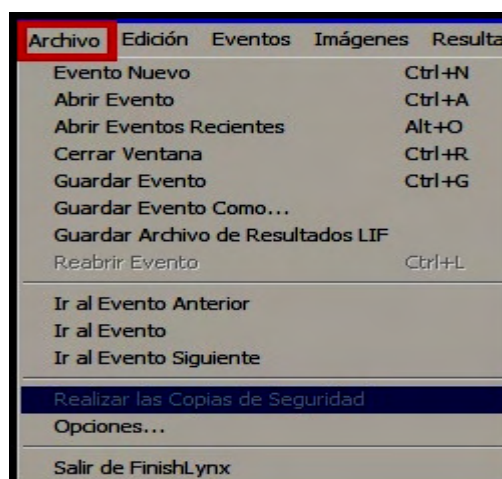 Archivo Edición Eventos Imágenes Resulta
Evento Nuevo Ctrl+N
Abrir Evento Ctrl+A
Abrir Eventos Recientes Alt+O
Cerrar Ventana Ctrl+R
Guardar Evento Ctrl+G
Guardar Evento Como...
Guardar Archivo de Resultados LIF
Reabrir Evento Ctrl+L
Ir al Evento Anterior
Ir al Evento
Ir al Evento Siguiente
Realizar las Copias de Seguridad
Opciones...
Salir de FinishLynx